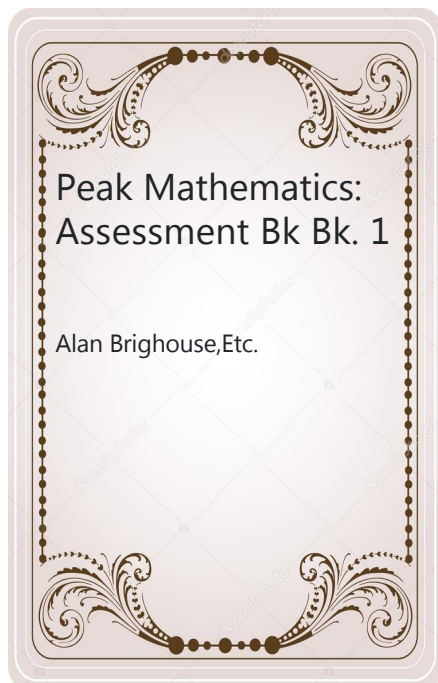 Peak Mathematics:
Assessment Bk Bk. 1
Alan Brighouse,Etc.